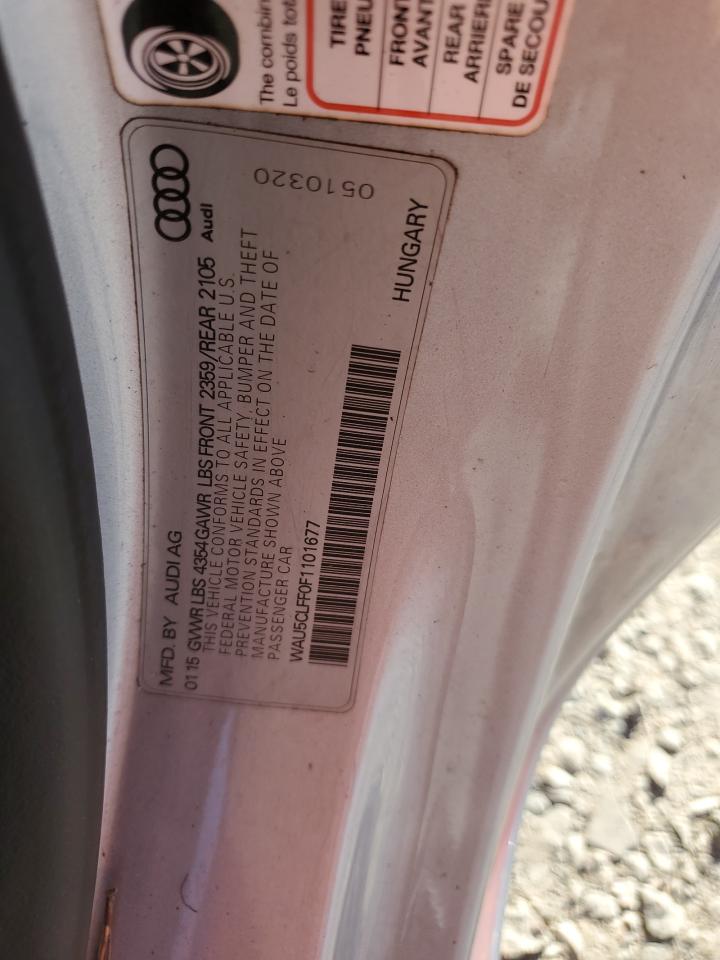 The combin
Le poids tot
TIRE
PNEU
FRONT
AVANT
REAR
ARRIERE
SPARE
DE SECOU
MFD. BY AUDI AG
Audi
01 15 GVWR LBS 4354 GAWR LBS FRONT 2359/REAR 2105
THIS VEHICLE CONFORMS TO ALL APPLICABLE U.S.
FEDERAL MOTOR VEHICLE SAFETY, BUMPER AND THEFT
PREVENTION STANDARDS IN EFFECT ON THE DATE OF
MANUFACTURE SHOWN ABOVE
PASSENGER CAR
0510320
WAU5CLFF0F1101677
HUNGARY